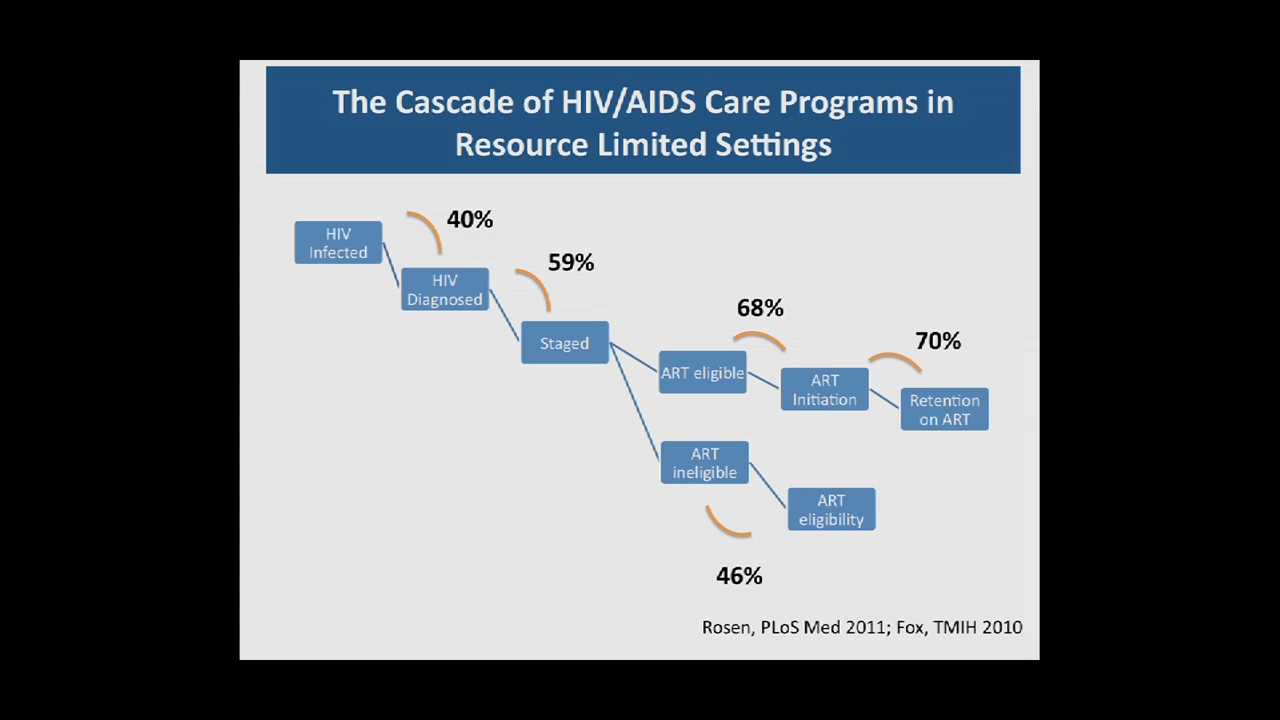 The Cascade of HIV/AIDS Care Programs in
Resource Limited Settings
40%
HIV
Infected
59%
HIV
Diagnosed
68%
Staged
70%
ART eligible
ART
Initiation
Retention
on ART
ART
ineligible
ART
eligibility
46%
Rosen, PLoS Med 2011; Fox, TMIH 2010